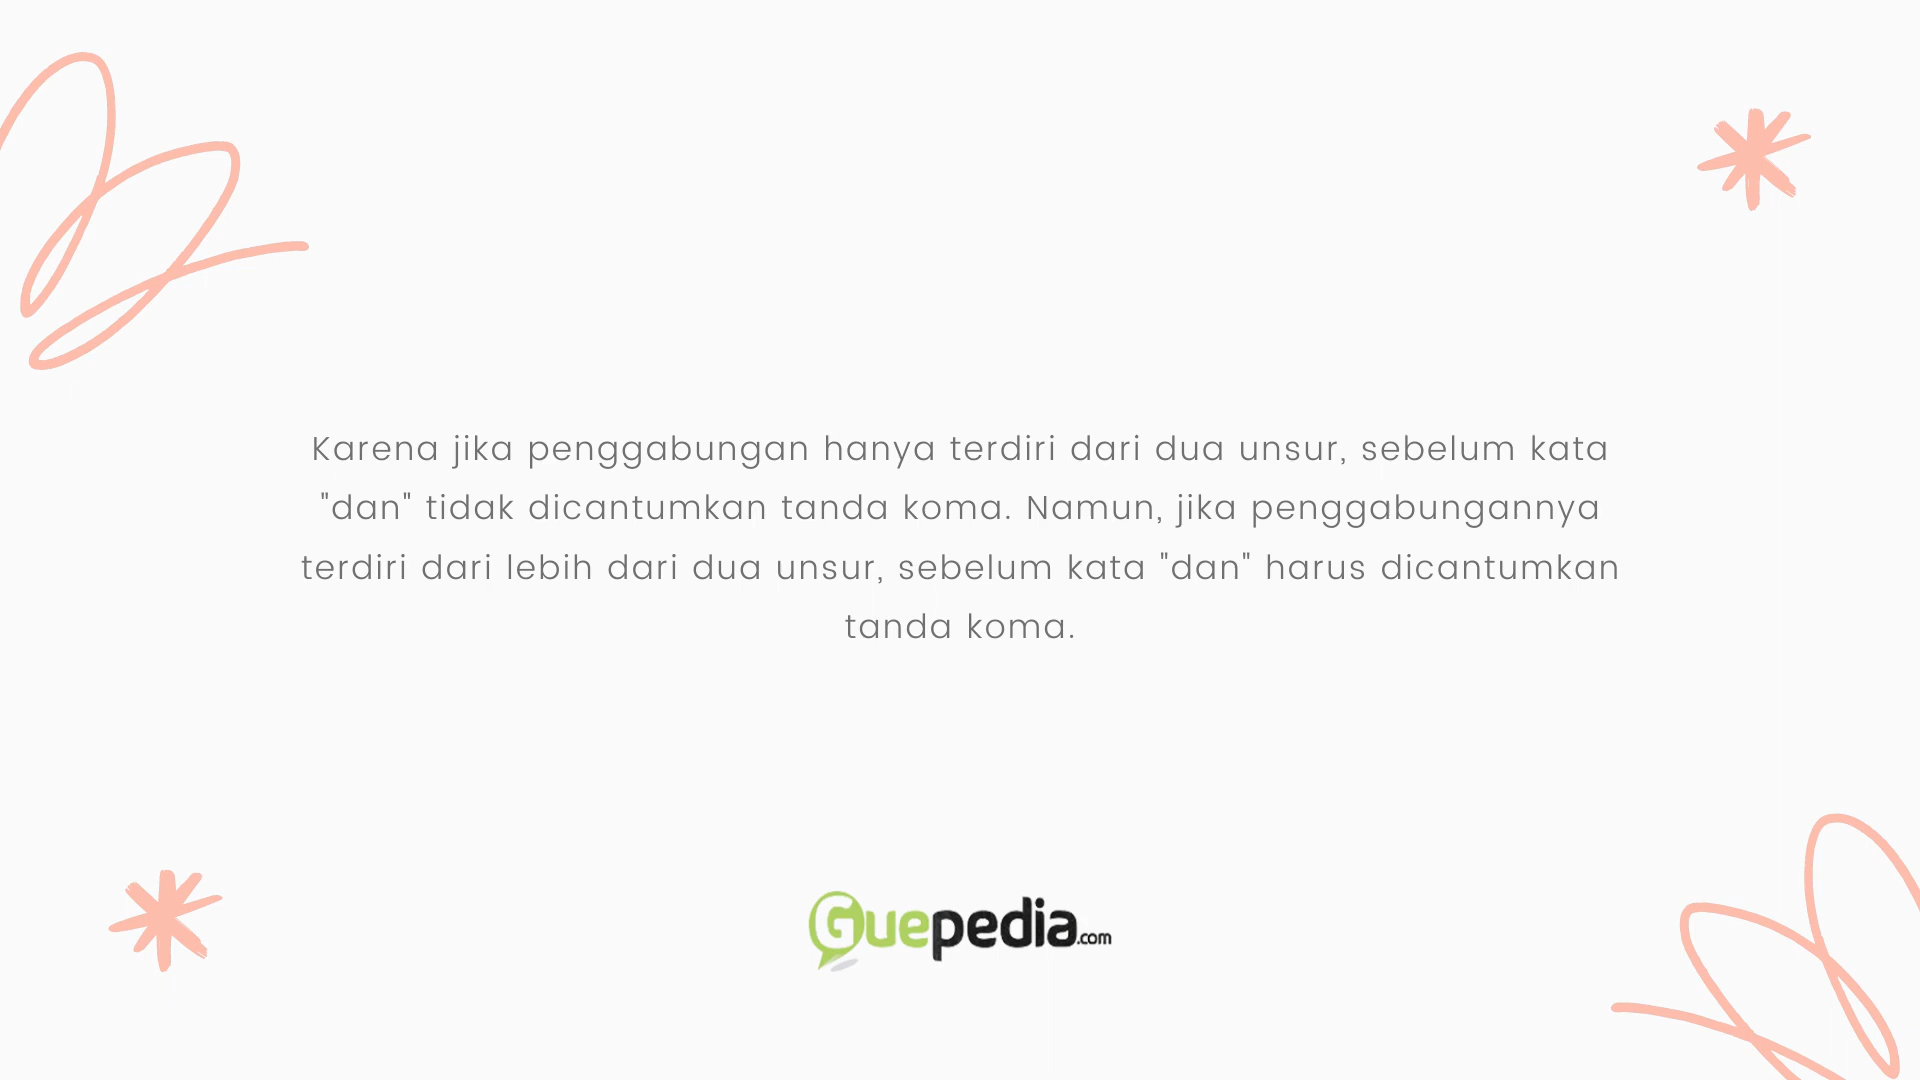 Karena jika penggabungan hanya terdiri dari dua unsur, sebelum kata
"dan" tidak dicantumkan tanda koma. Namun, jika penggabungannya
terdiri dari lebih dari dua unsur, sebelum kata "dan" harus dicantumkan
tanda koma.
Guepedia.com